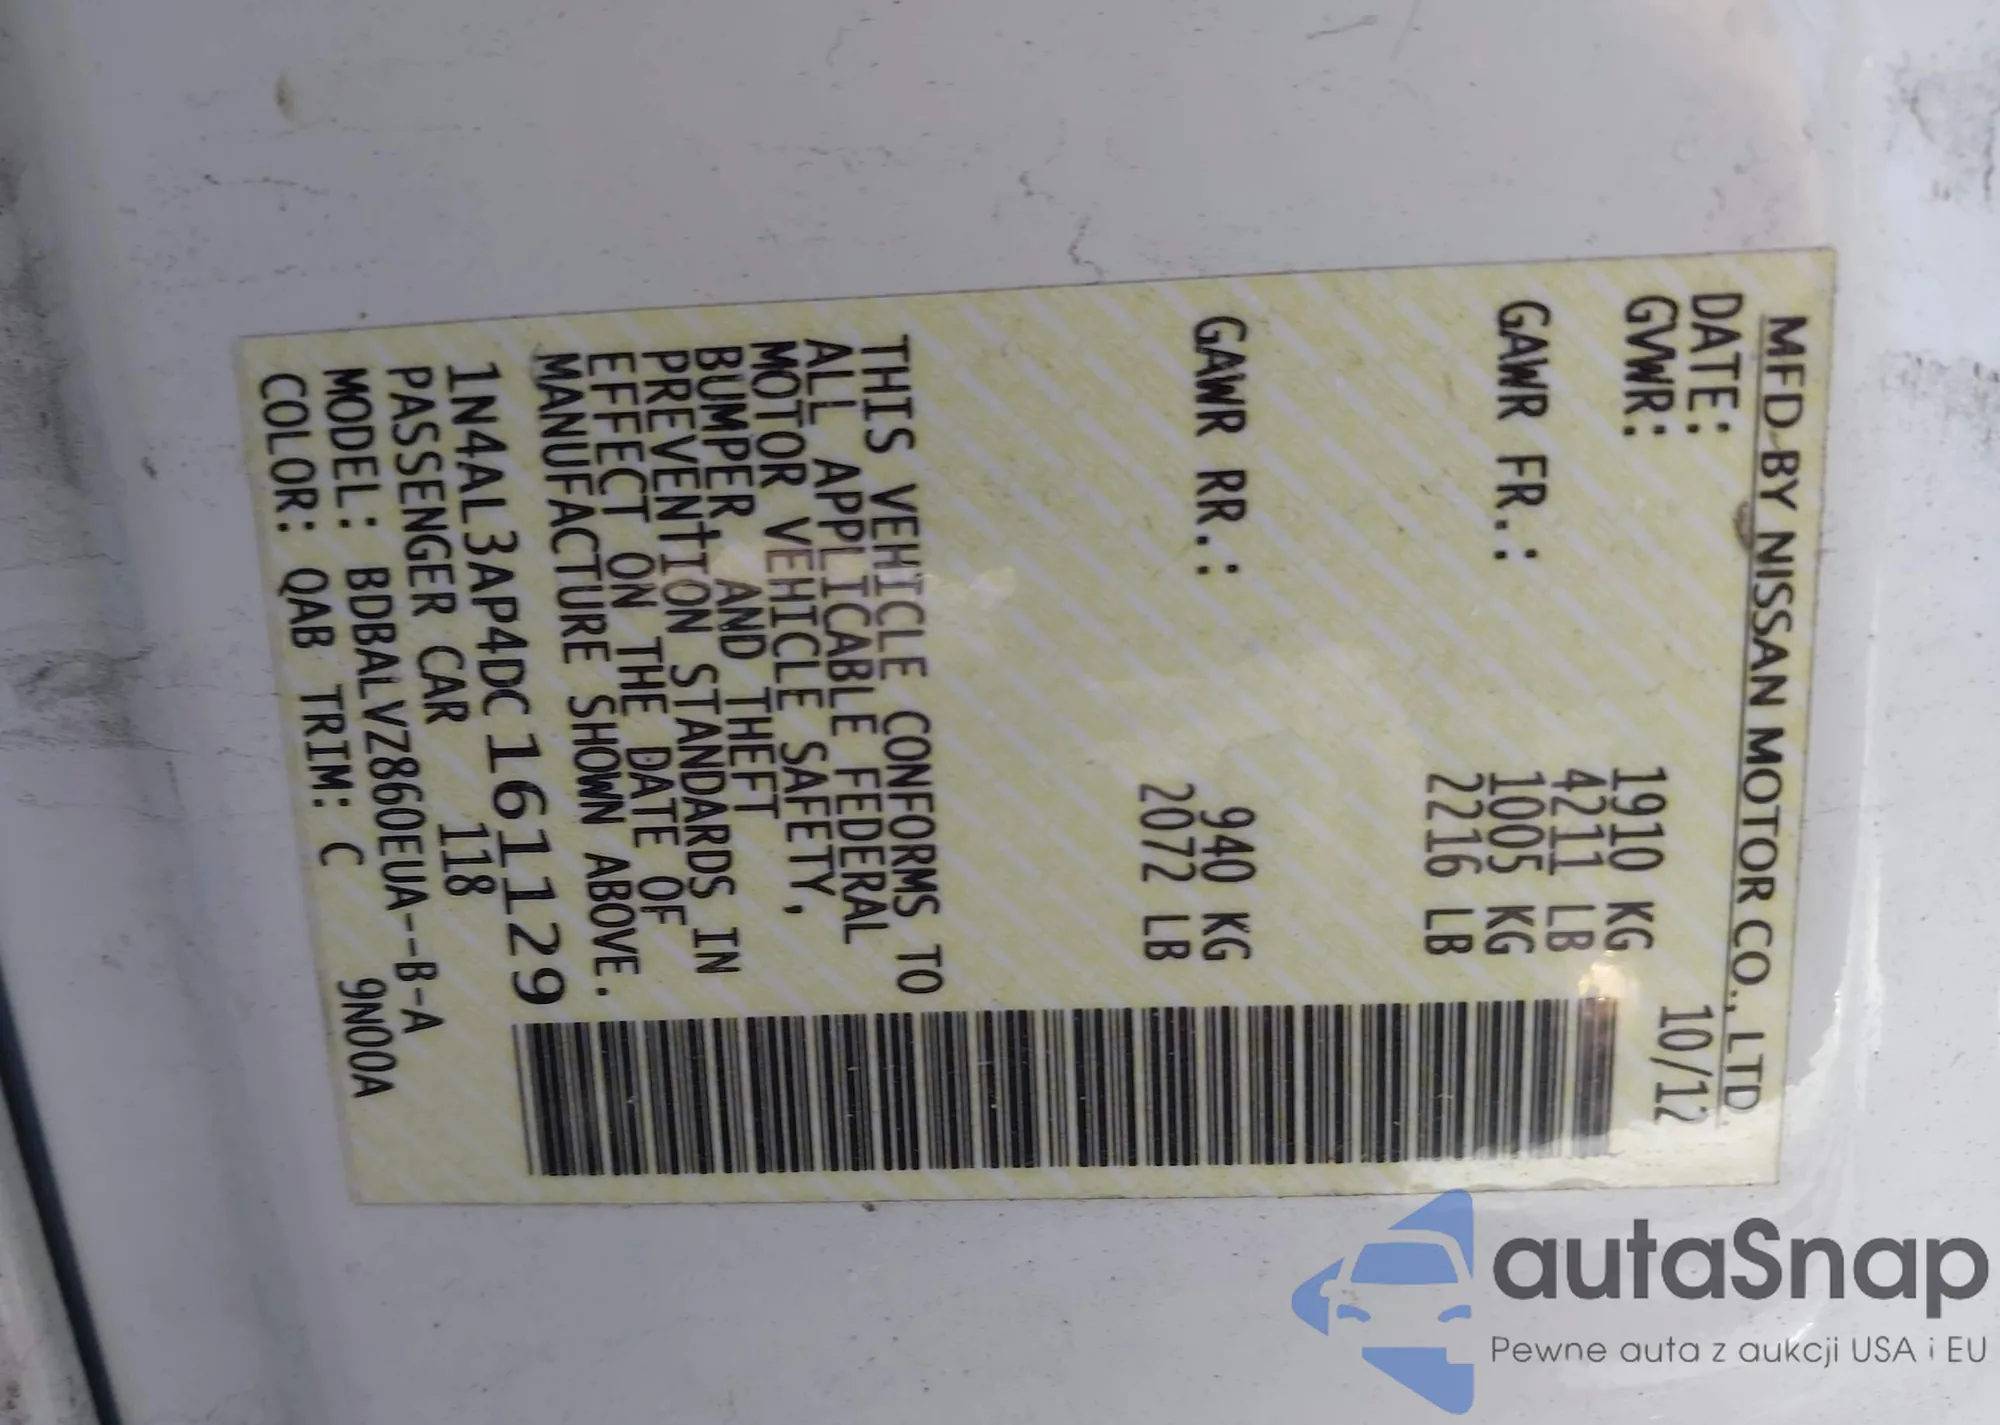 MFD BY NISSAN MOTOR CO., LTD.
DATE: 10/12
GVWR: 1910 KG
4211 LB
GAWR FR.: 1005 KG
2216 LB
GAWR RR.: 940 KG
2072 LB
THIS VEHICLE CONFORMS TO
ALL APPLICABLE FEDERAL
MOTOR VEHICLE SAFETY,
BUMPER AND THEFT
PREVENTION STANDARDS IN
EFFECT ON THE DATE OF
MANUFACTURE SHOWN ABOVE.
1N4AL3AP4DC161129
PASSENGER CAR 118
MODEL: BDBALVZ860EUA--B-A
COLOR: QAB TRIM: C 9N00A
autaSnap
Pewne auta z aukcji USA i EU